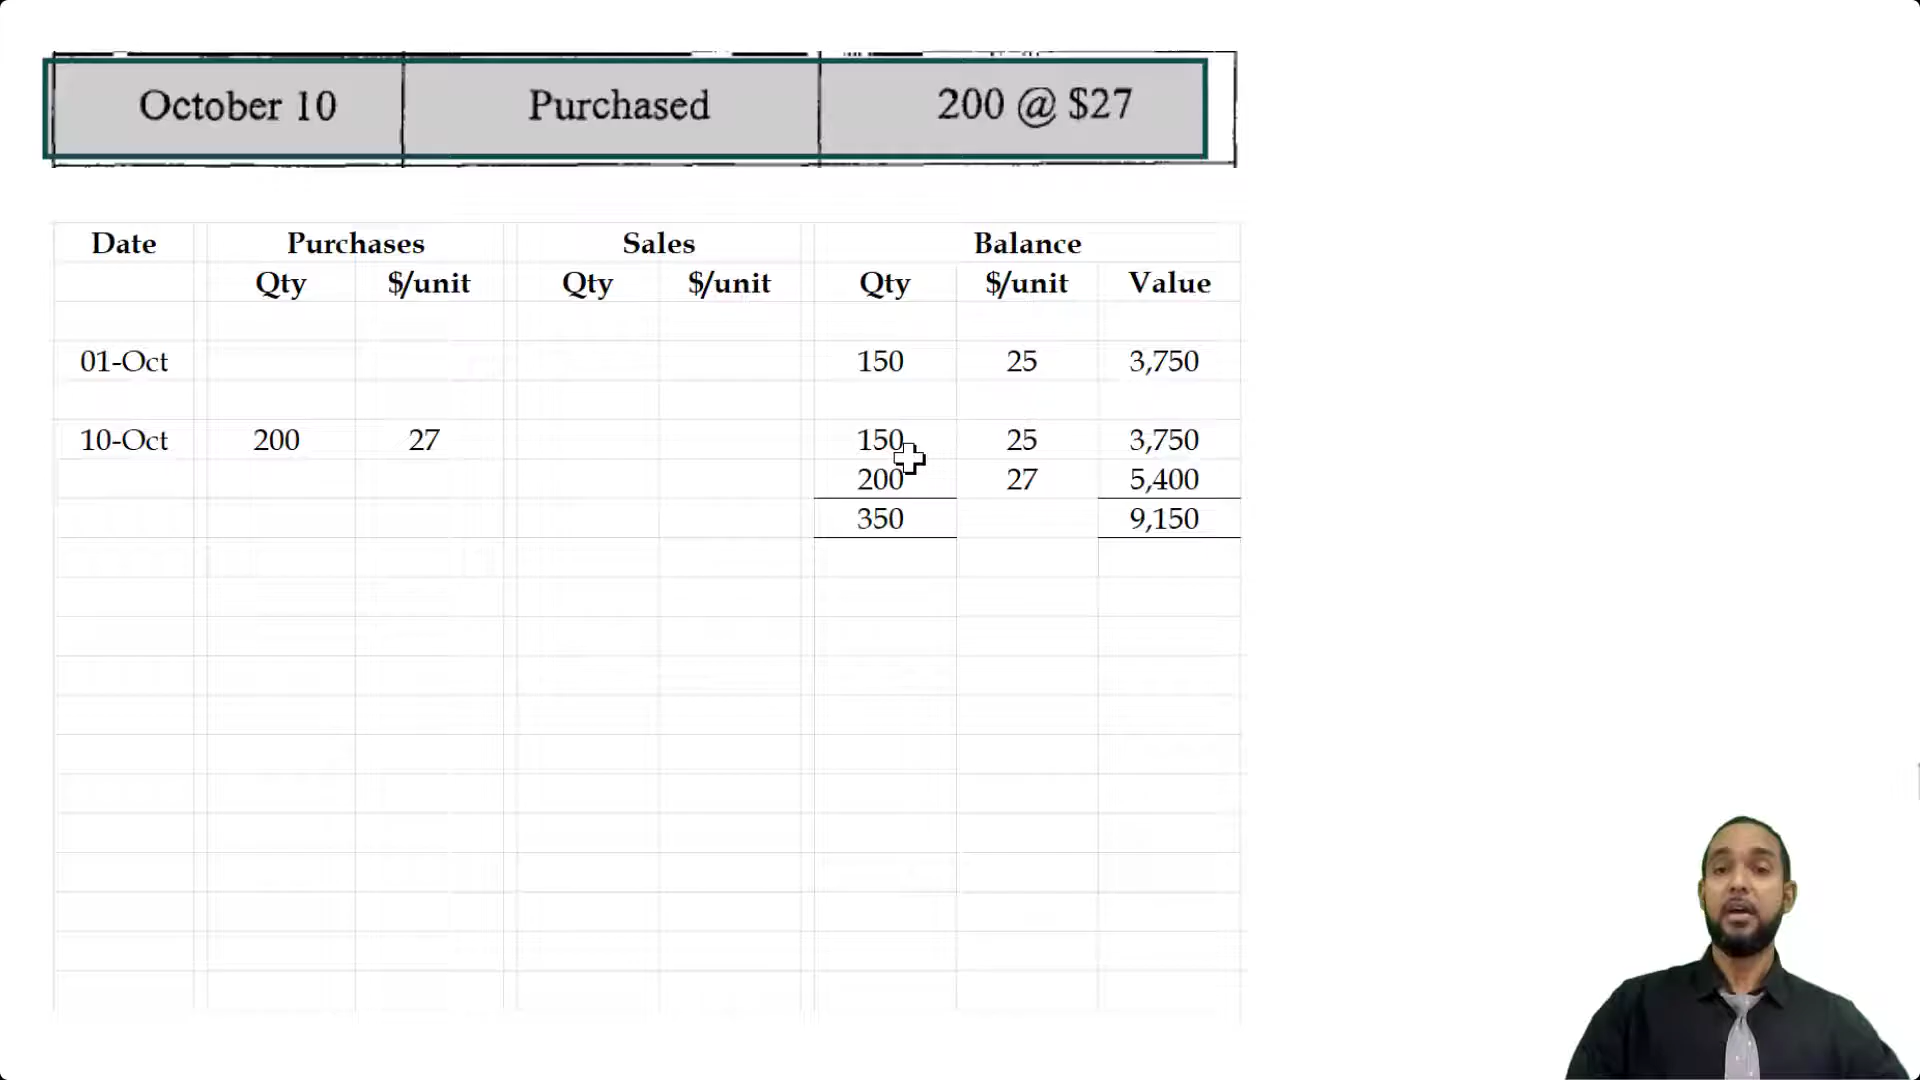 October 10 Purchased 200 @ $27
Date Purchases Sales Balance
Qty $/unit Qty $/unit Qty $/unit Value
01-Oct 150 25 3,750
10-Oct 200 27 150 25 3,750
200 27 5,400
350 9,150